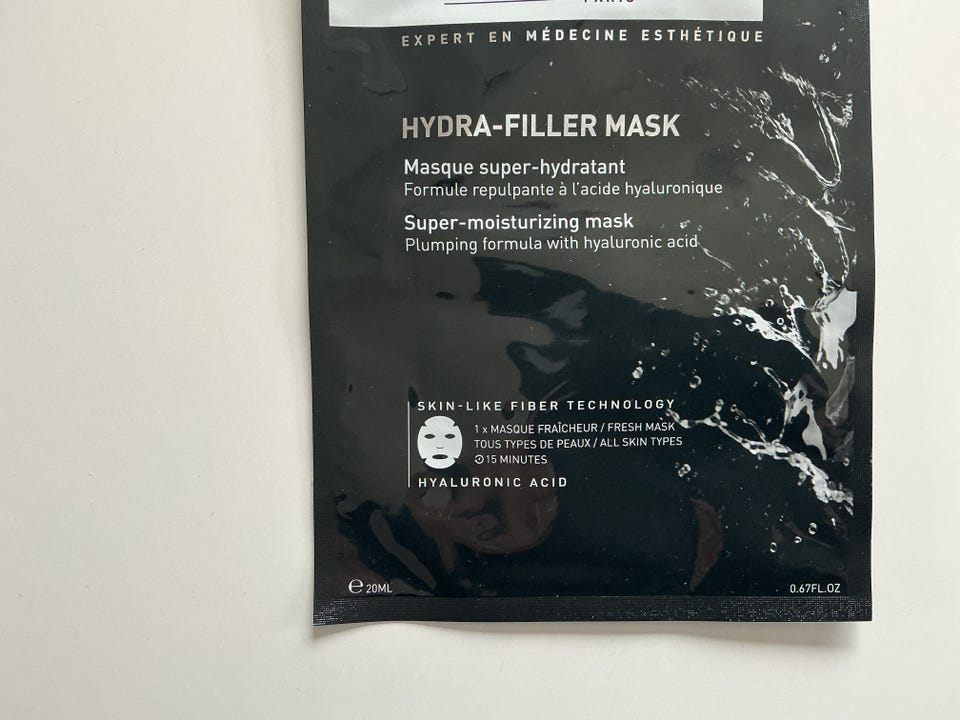 EXPERT EN MÉDECINE ESTHÉTIQUE
HYDRA-FILLER MASK
Masque super-hydratant
Formule repulpante à l'acide hyaluronique
Super-moisturizing mask
Plumping formula with hyaluronic acid
SKIN-LIKE FIBER TECHNOLOGY
1 x MASQUE FRAÎCHEUR / FRESH MASK
TOUS TYPES DE PEAUX / ALL SKIN TYPES
15 MINUTES
HYALURONIC ACID
℮ 20ML
0.67FL.OZ